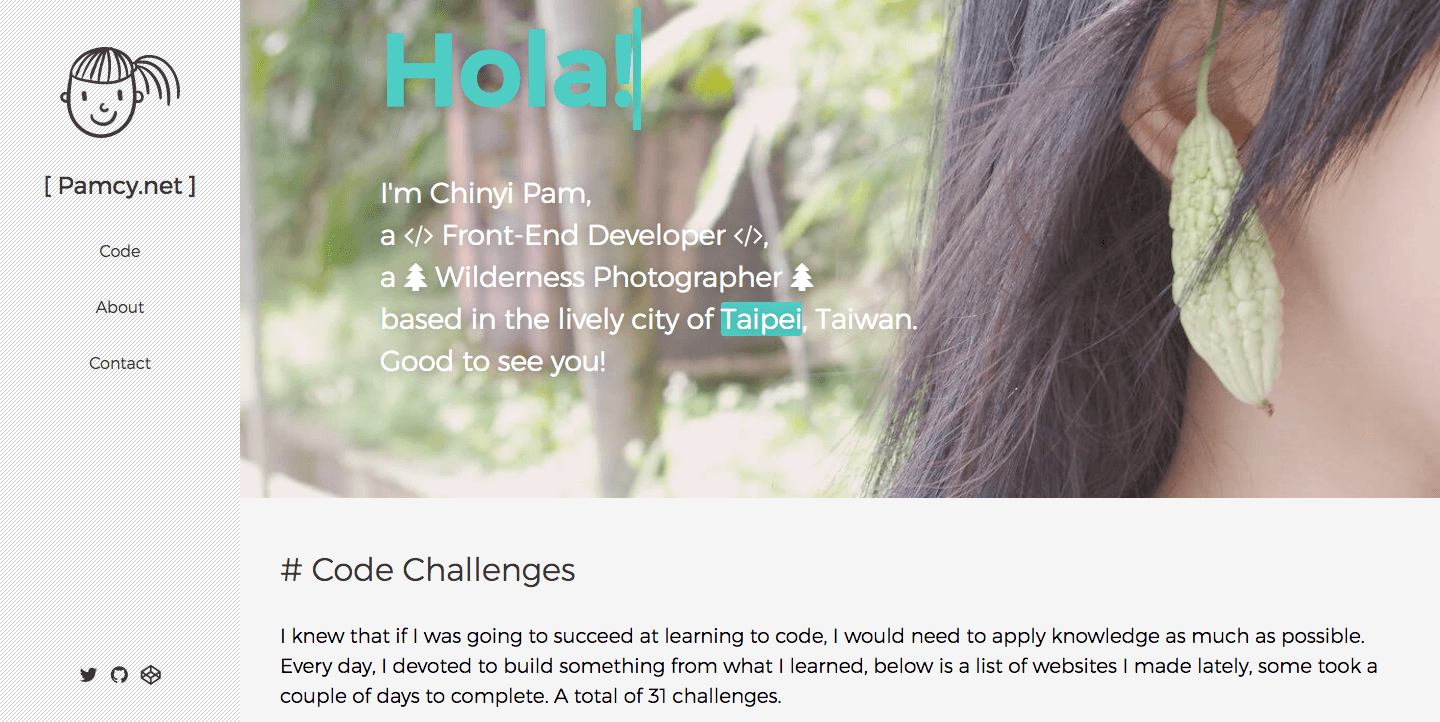 [ Pamcy.net ]
Code
About
Contact
Hola!
I'm Chinyi Pam,
a </> Front-End Developer </>,
a 🌲 Wilderness Photographer 🌲
based in the lively city of Taipei, Taiwan.
Good to see you!
# Code Challenges
I knew that if I was going to succeed at learning to code, I would need to apply knowledge as much as possible.
Every day, I devoted to build something from what I learned, below is a list of websites I made lately, some took a
couple of days to complete. A total of 31 challenges.